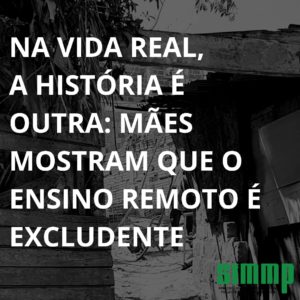 NA VIDA REAL,
A HISTÓRIA É
OUTRA: MÃES
MOSTRAM QUE O
ENSINO REMOTO É
EXCLUDENTE
simmp